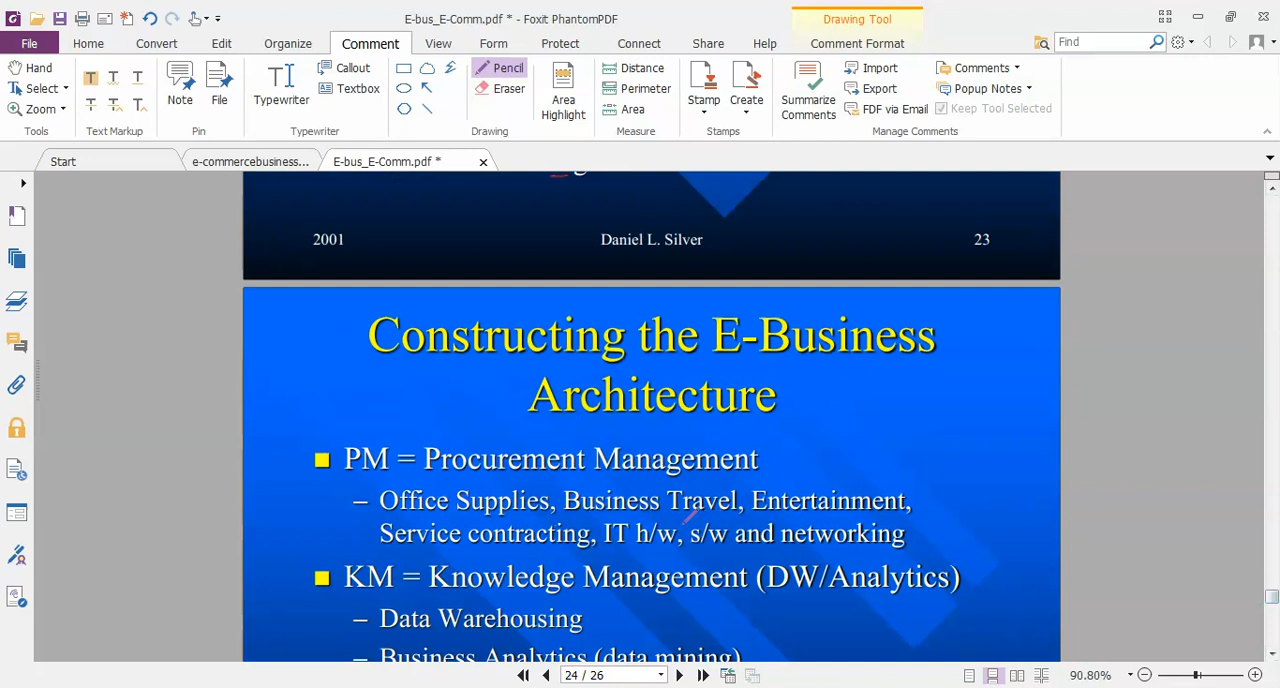 E-bus_E-Comm.pdf * - Foxit PhantomPDF
Drawing Tool
File Home Convert Edit Organize Comment View Form Protect Connect Share Help Comment Format Find
Hand
Select
Zoom
Tools
T T T
T T T
Text Markup
Note
File
Pin
Typewriter
Callout
Textbox
Typewriter
Pencil
Eraser
Drawing
Area
Highlight
Distance
Perimeter
Area
Measure
Stamp
Create
Stamps
Summarize
Comments
Import
Export
FDF via Email
Comments
Popup Notes
Keep Tool Selected
Manage Comments
Start e-commercebusiness... E-bus_E-Comm.pdf *
2001 Daniel L. Silver 23
Constructing the E-Business
Architecture
PM = Procurement Management
– Office Supplies, Business Travel, Entertainment,
Service contracting, IT h/w, s/w and networking
KM = Knowledge Management (DW/Analytics)
– Data Warehousing
– Business Analytics (data mining)
24 / 26 90.80%